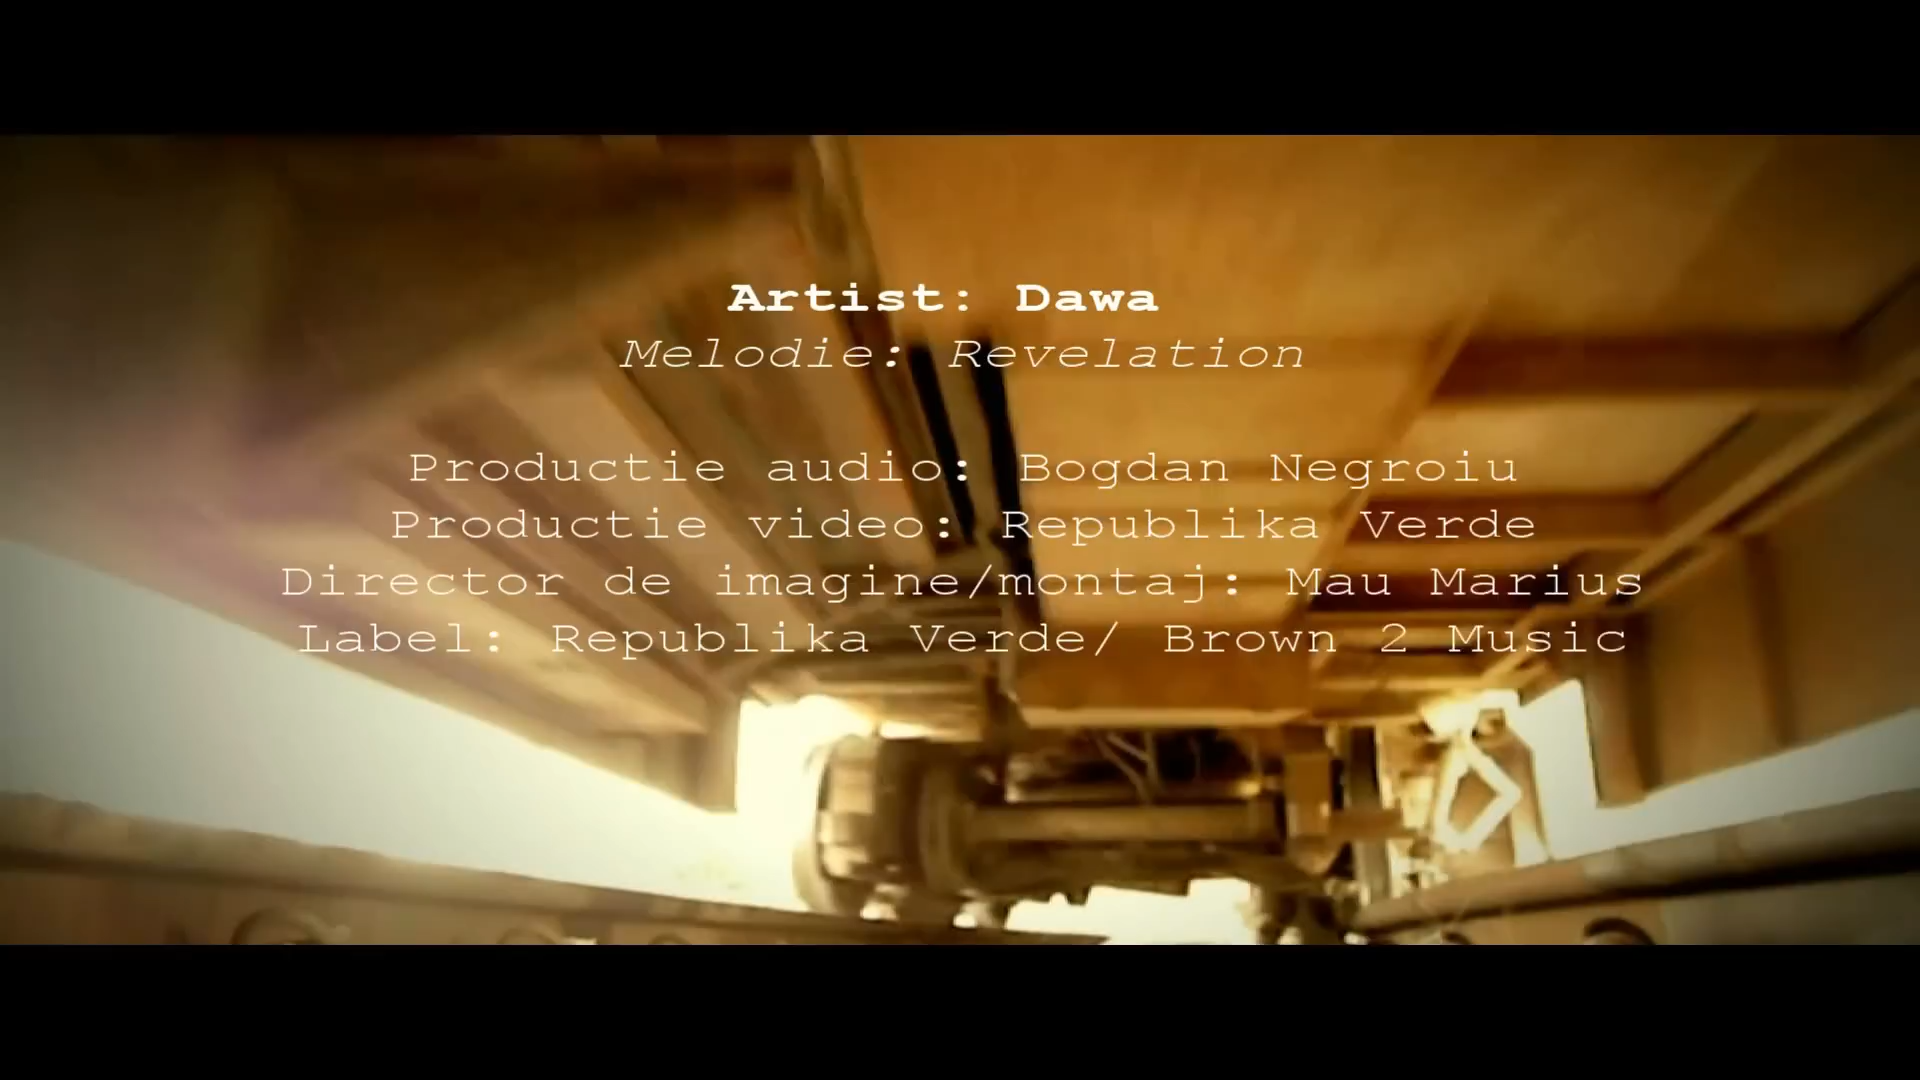 Artist: Dawa
Melodie: Revelation
Productie audio: Bogdan Negroiu
Productie video: Republika Verde
Director de imagine/montaj: Mau Marius
Label: Republika Verde/ Brown 2 Music